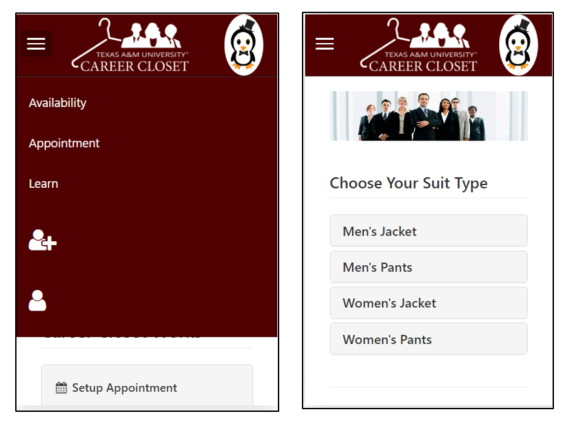 TEXAS A&M UNIVERSITY
CAREER CLOSET
Availability
Appointment
Learn
Setup Appointment
TEXAS A&M UNIVERSITY
CAREER CLOSET
Choose Your Suit Type
Men's Jacket
Men's Pants
Women's Jacket
Women's Pants